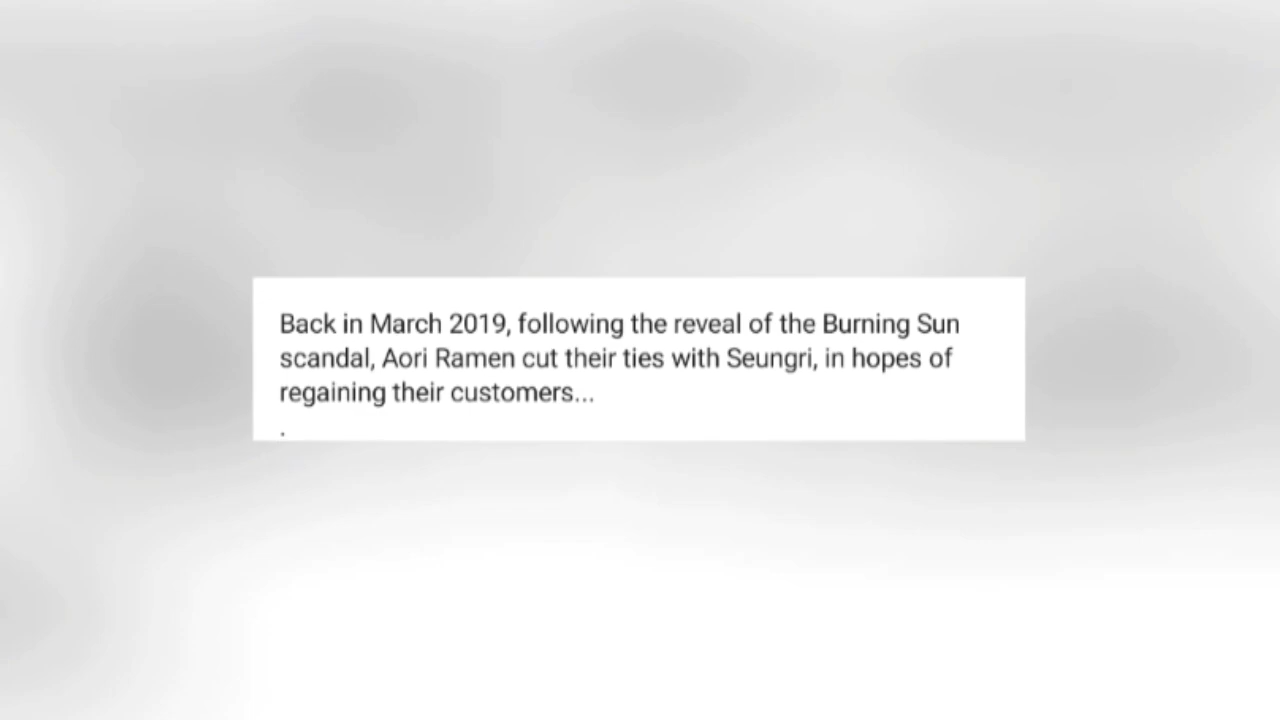 Back in March 2019, following the reveal of the Burning Sun
scandal, Aori Ramen cut their ties with Seungri, in hopes of
regaining their customers...
.